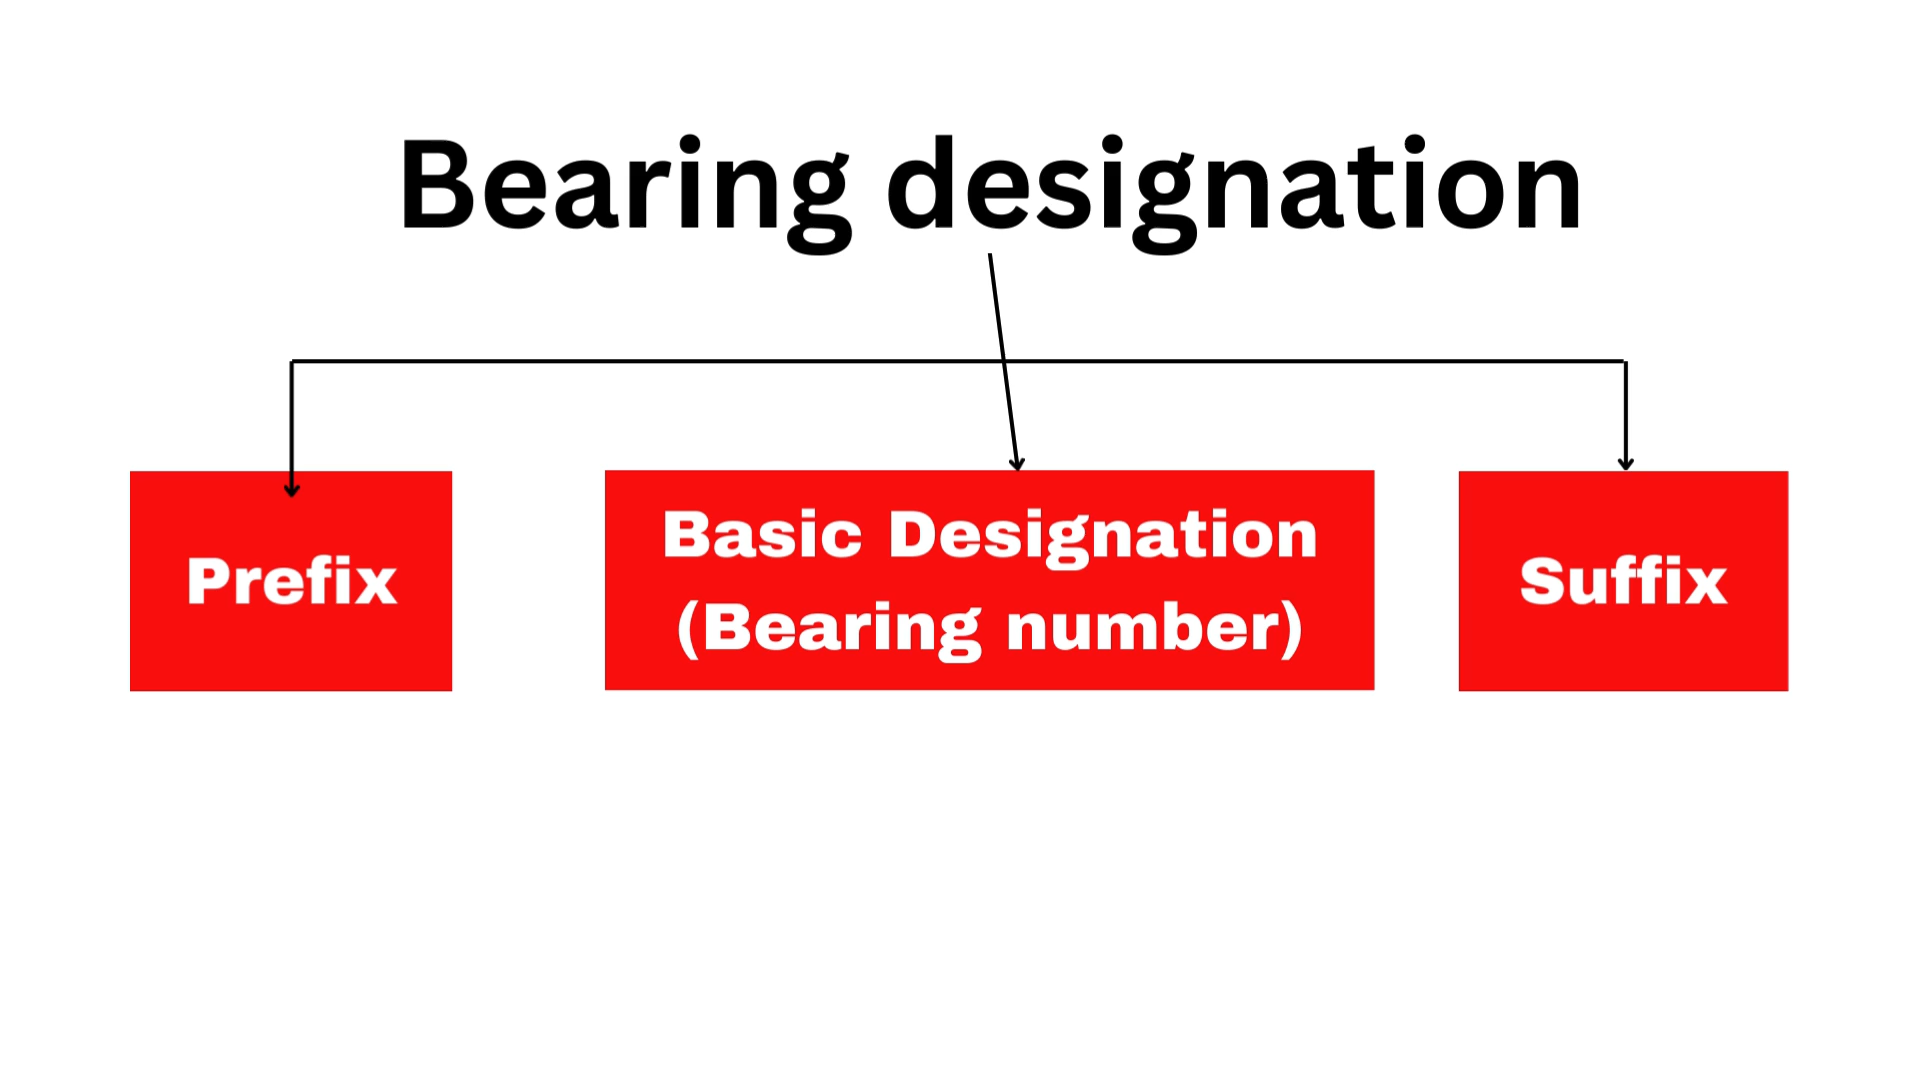 Bearing designation
Prefix
Basic Designation
(Bearing number)
Suffix